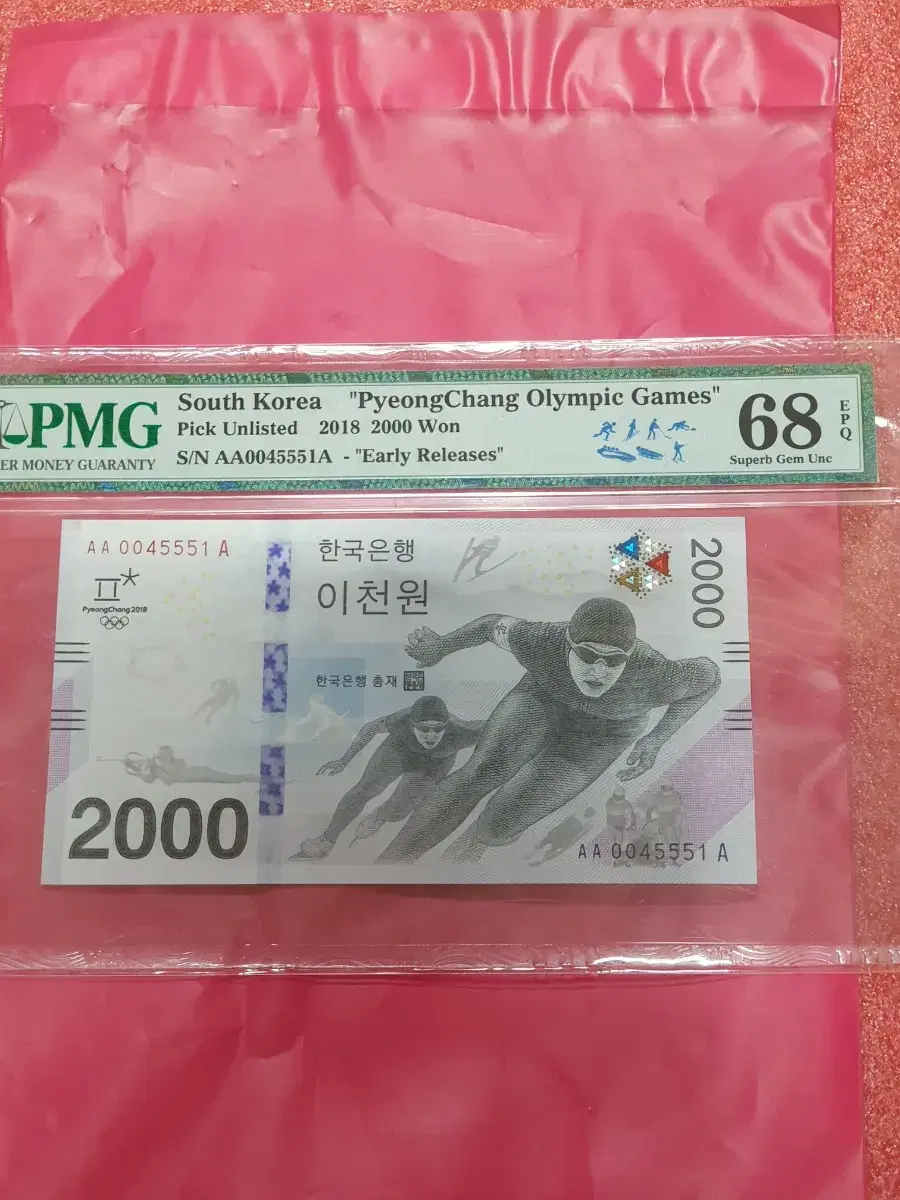 PMG
ER MONEY GUARANTY
South Korea "PyeongChang Olympic Games"
Pick Unlisted 2018 2000 Won
S/N AA0045551A - "Early Releases"
68
EPQ
Superb Gem Unc
AA 0045551 A
PyeongChang 2018
한국은행
이천원
한국은행 총재
2000
2000
AA 0045551 A